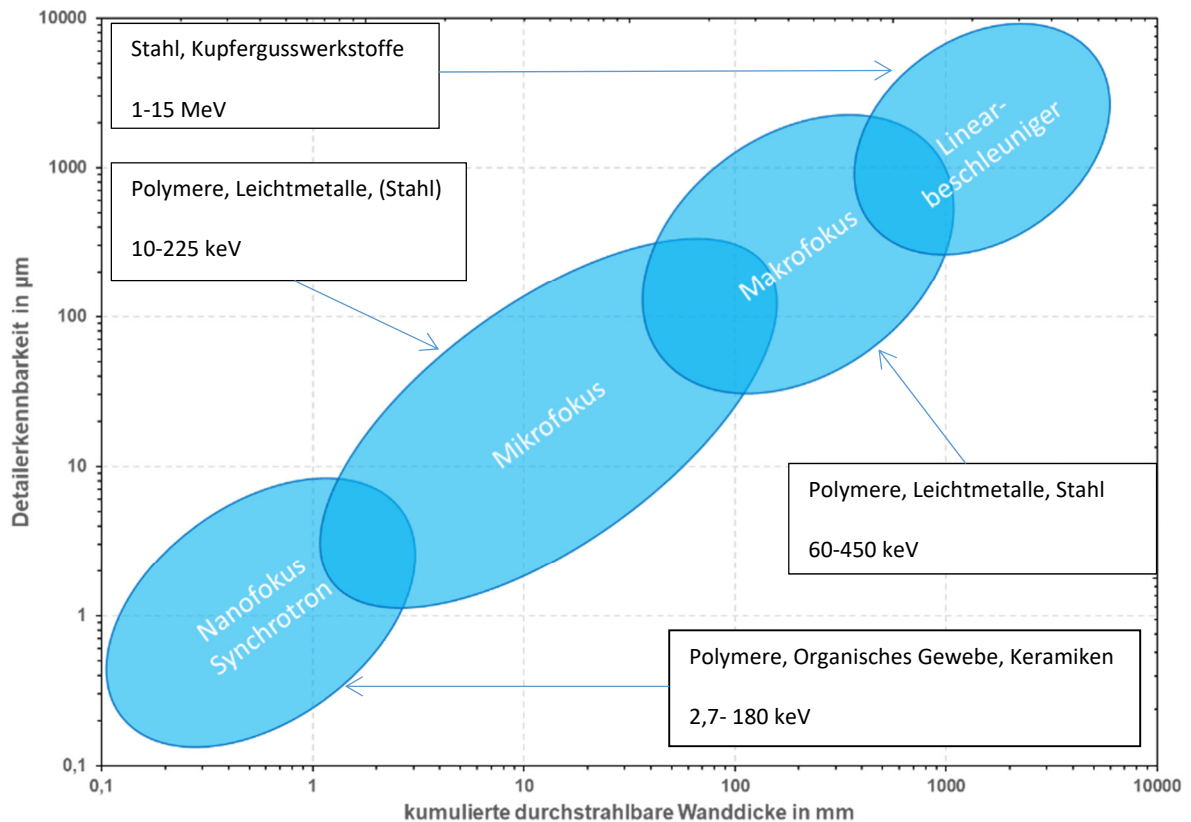 10000
1000
100
10
1
0,1
Detailerkennbarkeit in µm
Stahl, Kupfergusswerkstoffe
1-15 MeV
Polymere, Leichtmetalle, (Stahl)
10-225 keV
Linear-
beschleuniger
Makrofokus
Mikrofokus
Nanofokus
Synchrotron
Polymere, Leichtmetalle, Stahl
60-450 keV
Polymere, Organisches Gewebe, Keramiken
2,7- 180 keV
0,1 1 10 100 1000 10000
kumulierte durchstrahlbare Wanddicke in mm